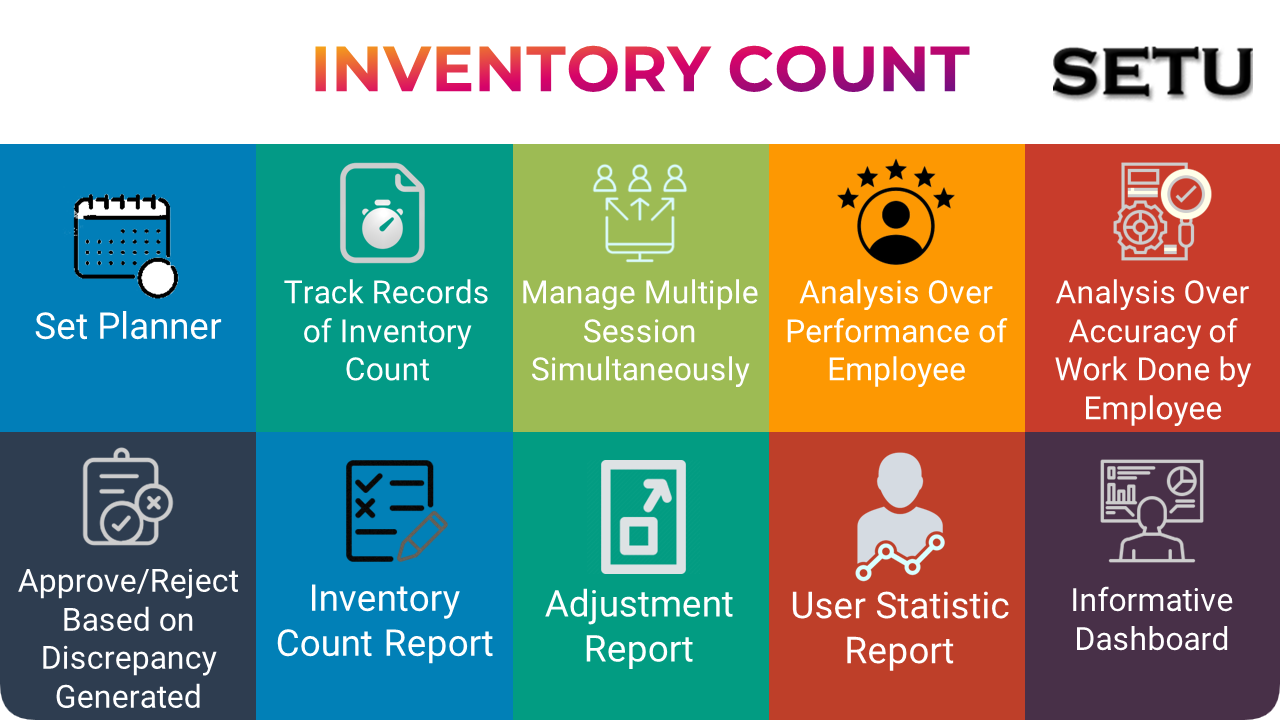 INVENTORY COUNT
SETU
Set Planner
Track Records
of Inventory
Count
Manage Multiple
Session
Simultaneously
Analysis Over
Performance of
Employee
Analysis Over
Accuracy of
Work Done by
Employee
Approve/Reject
Based on
Discrepancy
Generated
Inventory
Count Report
Adjustment
Report
User Statistic
Report
Informative
Dashboard